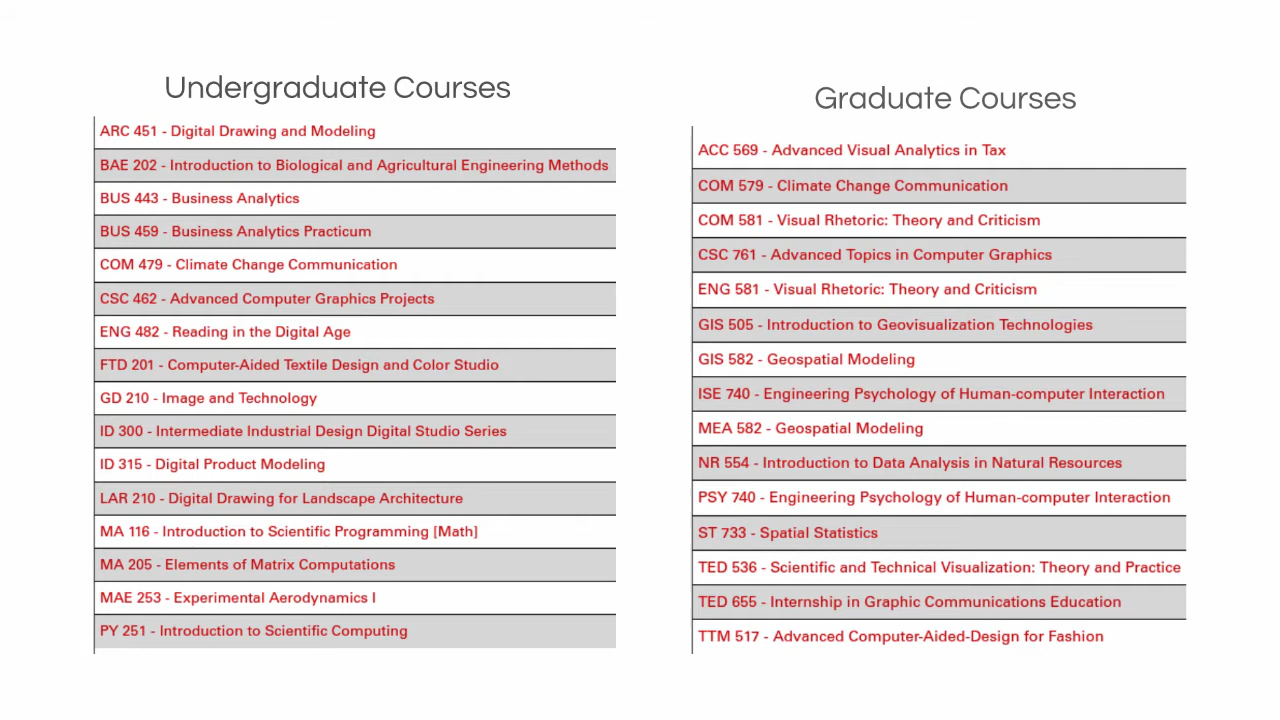 Undergraduate Courses
ARC 451 - Digital Drawing and Modeling
BAE 202 - Introduction to Biological and Agricultural Engineering Methods
BUS 443 - Business Analytics
BUS 459 - Business Analytics Practicum
COM 479 - Climate Change Communication
CSC 462 - Advanced Computer Graphics Projects
ENG 482 - Reading in the Digital Age
FTD 201 - Computer-Aided Textile Design and Color Studio
GD 210 - Image and Technology
ID 300 - Intermediate Industrial Design Digital Studio Series
ID 315 - Digital Product Modeling
LAR 210 - Digital Drawing for Landscape Architecture
MA 116 - Introduction to Scientific Programming [Math]
MA 205 - Elements of Matrix Computations
MAE 253 - Experimental Aerodynamics I
PY 251 - Introduction to Scientific Computing
Graduate Courses
ACC 569 - Advanced Visual Analytics in Tax
COM 579 - Climate Change Communication
COM 581 - Visual Rhetoric: Theory and Criticism
CSC 761 - Advanced Topics in Computer Graphics
ENG 581 - Visual Rhetoric: Theory and Criticism
GIS 505 - Introduction to Geovisualization Technologies
GIS 582 - Geospatial Modeling
ISE 740 - Engineering Psychology of Human-computer Interaction
MEA 582 - Geospatial Modeling
NR 554 - Introduction to Data Analysis in Natural Resources
PSY 740 - Engineering Psychology of Human-computer Interaction
ST 733 - Spatial Statistics
TED 536 - Scientific and Technical Visualization: Theory and Practice
TED 655 - Internship in Graphic Communications Education
TTM 517 - Advanced Computer-Aided-Design for Fashion